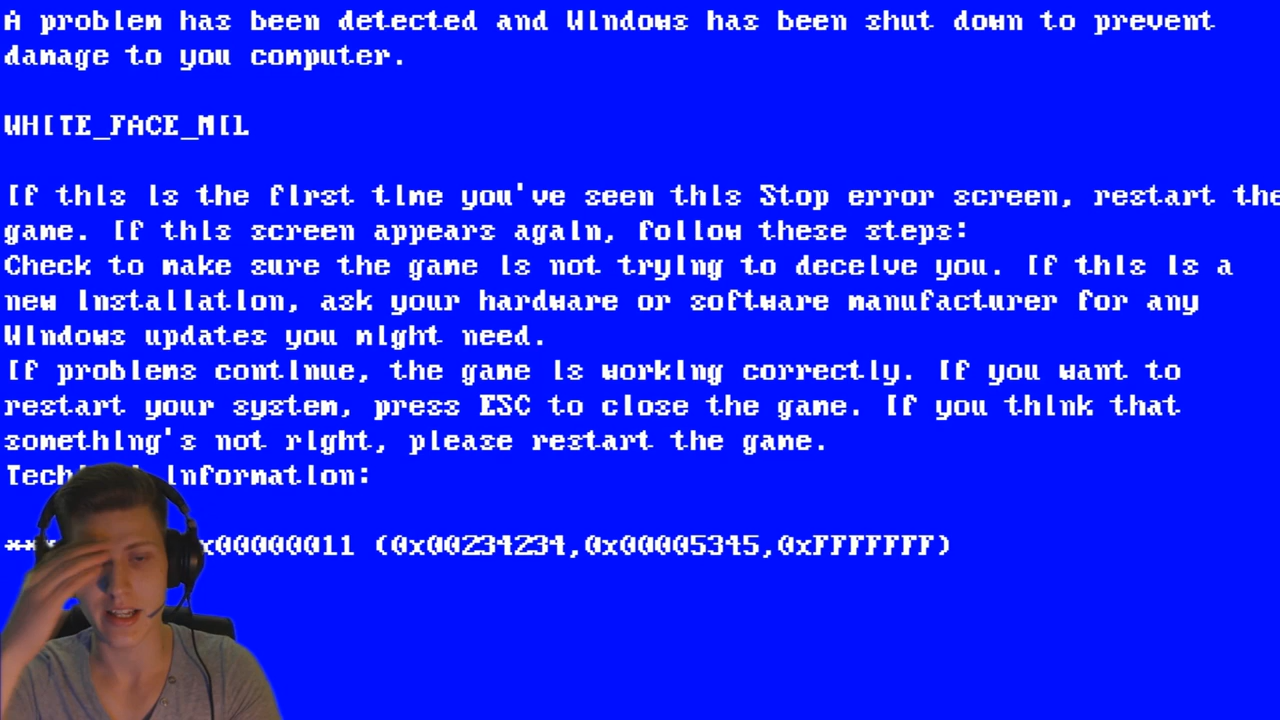 A problem has been detected and Windows has been shut down to prevent
damage to you computer.
WHITE_FACE_MIL
If this is the first time you've seen this Stop error screen, restart the
game. If this screen appears again, follow these steps:
Check to make sure the game is not trying to deceive you. If this is a
new installation, ask your hardware or software manufacturer for any
Windows updates you might need.
If problems continue, the game is working correctly. If you want to
restart your system, press ESC to close the game. If you think that
something's not right, please restart the game.
information:
x00000011 (0x00234234,0x00005345,0xFFFFFFF)